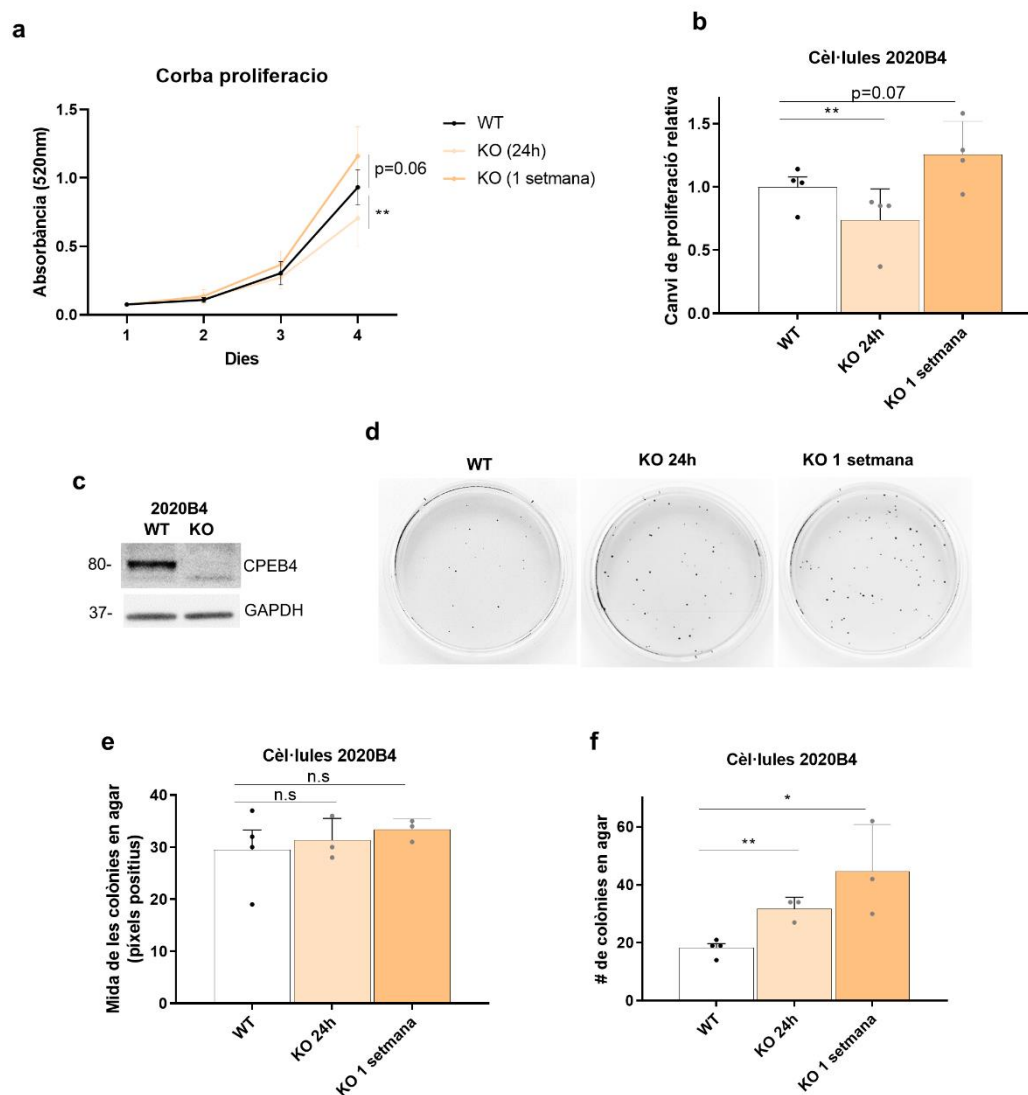 a
Corba proliferacio
Absorbància (520nm)
1.5
1.0
0.5
0.0
1 2 3 4
Dies
WT
KO (24h)
KO (1 setmana)
p=0.06
**
b
Cèl·lules 2020B4
p=0.07
**
Canvi de proliferació relativa
1.5
1.0
0.5
0.0
WT
KO 24h
KO 1 setmana
c
2020B4
WT KO
80-
CPEB4
37-
GAPDH
d
WT
KO 24h
KO 1 setmana
e
Cèl·lules 2020B4
n.s
n.s
Mida de les colònies en agar
(pixels positius)
40
30
20
10
0
WT
KO 24h
KO 1 setmana
f
Cèl·lules 2020B4
*
**
# de colònies en agar
60
40
20
0
WT
KO 24h
KO 1 setmana